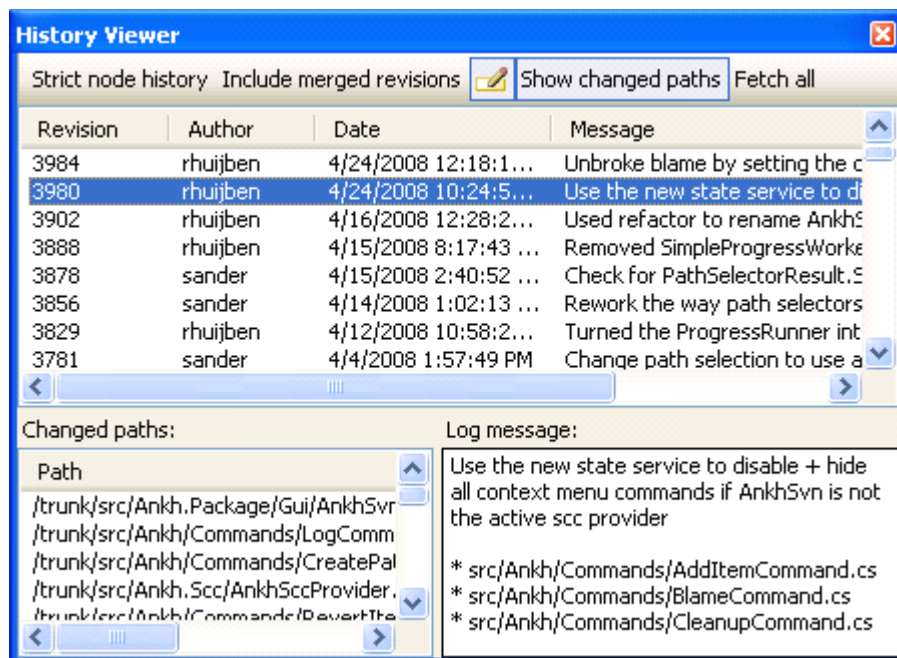 History Viewer
Strict node history Include merged revisions Show changed paths Fetch all
Revision Author Date Message
3984 rhuijben 4/24/2008 12:18:1... Unbroke blame by setting the
3980 rhuijben 4/24/2008 10:24:5... Use the new state service to
3902 rhuijben 4/16/2008 12:28:2... Used refactor to rename
3888 rhuijben 4/15/2008 8:17:43 ... Removed
3878 sander 4/15/2008 2:40:52 ... Check for
3856 sander 4/14/2008 1:02:13 ... Rework the way path selectors
3829 rhuijben 4/12/2008 10:58:2... Turned the ProgressRunner int
3781 sander 4/4/2008 1:57:49 PM Change path selection to use a
Changed paths: Log message:
Path
/trunk/src/Ankh.Package/Gui/AnkhSvn
/trunk/src/Ankh/Commands/LogComm
/trunk/src/Ankh/Commands/CreatePat
/trunk/src/Ankh.Scc/AnkhSccProvider.
/trunk/src/Ankh/Commands/RevertIte
Use the new state service to disable + hide
all context menu commands if AnkhSvn is not
the active scc provider
* src/Ankh/Commands/AddItemCommand.cs
* src/Ankh/Commands/BlameCommand.cs
* src/Ankh/Commands/CleanupCommand.cs